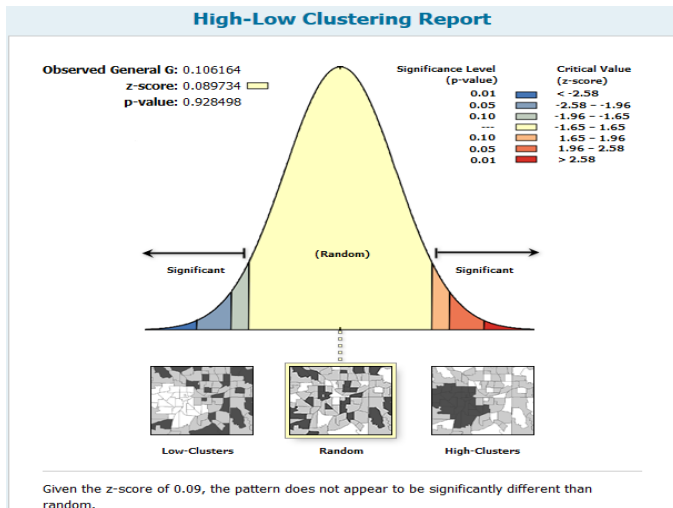 High-Low Clustering Report
Observed General G: 0.106164
z-score: 0.089734
p-value: 0.928498
Significance Level
(p-value)
Critical Value
(z-score)
0.01 < -2.58
0.05 -2.58 – -1.96
0.10 -1.96 – -1.65
--- -1.65 – 1.65
0.10 1.65 – 1.96
0.05 1.96 – 2.58
0.01 > 2.58
Significant
(Random)
Significant
Low-Clusters
Random
High-Clusters
Given the z-score of 0.09, the pattern does not appear to be significantly different than
random.